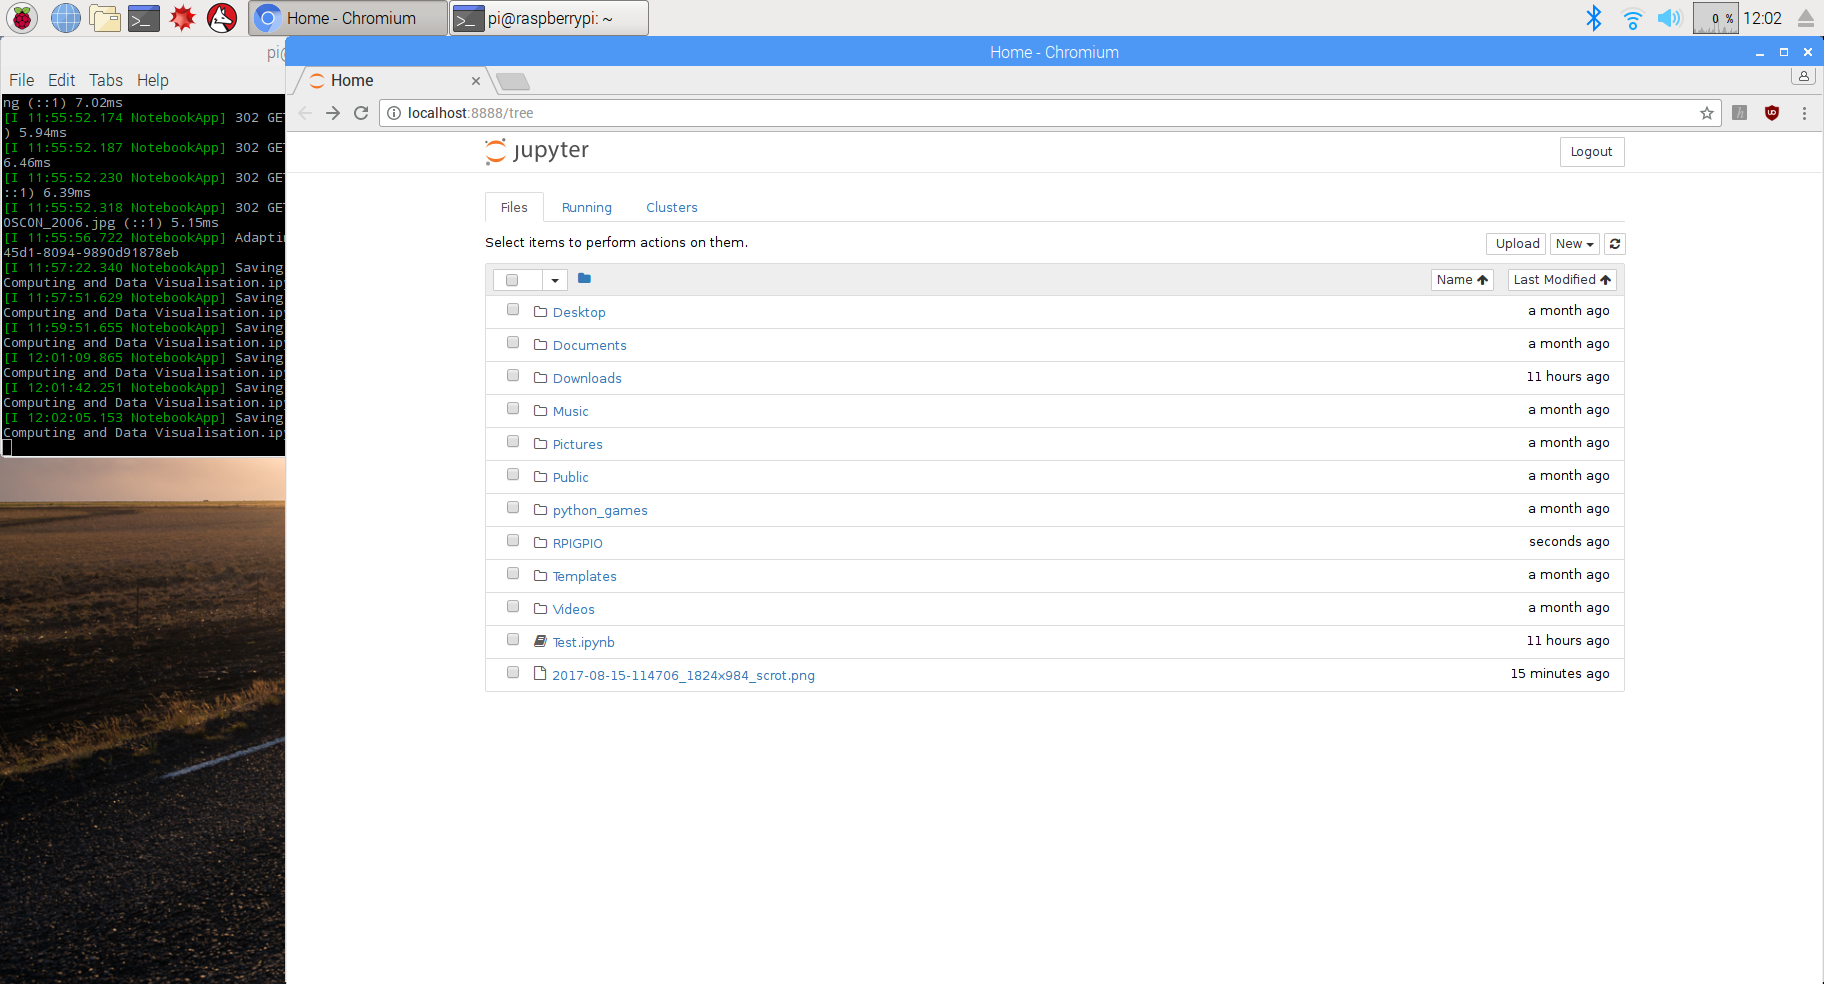 Home - Chromium
pi@raspberrypi: ~
0 %
12:02
pi@
File Edit Tabs Help
ng (::1) 7.02ms
[I 11:55:52.174 NotebookApp] 302 GE
) 5.94ms
[I 11:55:52.187 NotebookApp] 302 GE
6.46ms
[I 11:55:52.230 NotebookApp] 302 GE
::1) 6.39ms
[I 11:55:52.318 NotebookApp] 302 GE
OSCON_2006.jpg (::1) 5.15ms
[I 11:55:56.722 NotebookApp] Adaptin
45d1-8094-9890d91878eb
[I 11:57:22.340 NotebookApp] Saving
Computing and Data Visualisation.ipy
[I 11:57:51.629 NotebookApp] Saving
Computing and Data Visualisation.ipy
[I 11:59:51.655 NotebookApp] Saving
Computing and Data Visualisation.ipy
[I 12:01:09.865 NotebookApp] Saving
Computing and Data Visualisation.ipy
[I 12:01:42.251 NotebookApp] Saving
Computing and Data Visualisation.ipy
[I 12:02:05.153 NotebookApp] Saving
Computing and Data Visualisation.ipy
Home - Chromium
Home
localhost:8888/tree
jupyter
Logout
Files Running Clusters
Select items to perform actions on them.
Upload New
Name Last Modified
Desktop a month ago
Documents a month ago
Downloads 11 hours ago
Music a month ago
Pictures a month ago
Public a month ago
python_games a month ago
RPIGPIO seconds ago
Templates a month ago
Videos a month ago
Test.ipynb 11 hours ago
2017-08-15-114706_1824x984_scrot.png 15 minutes ago